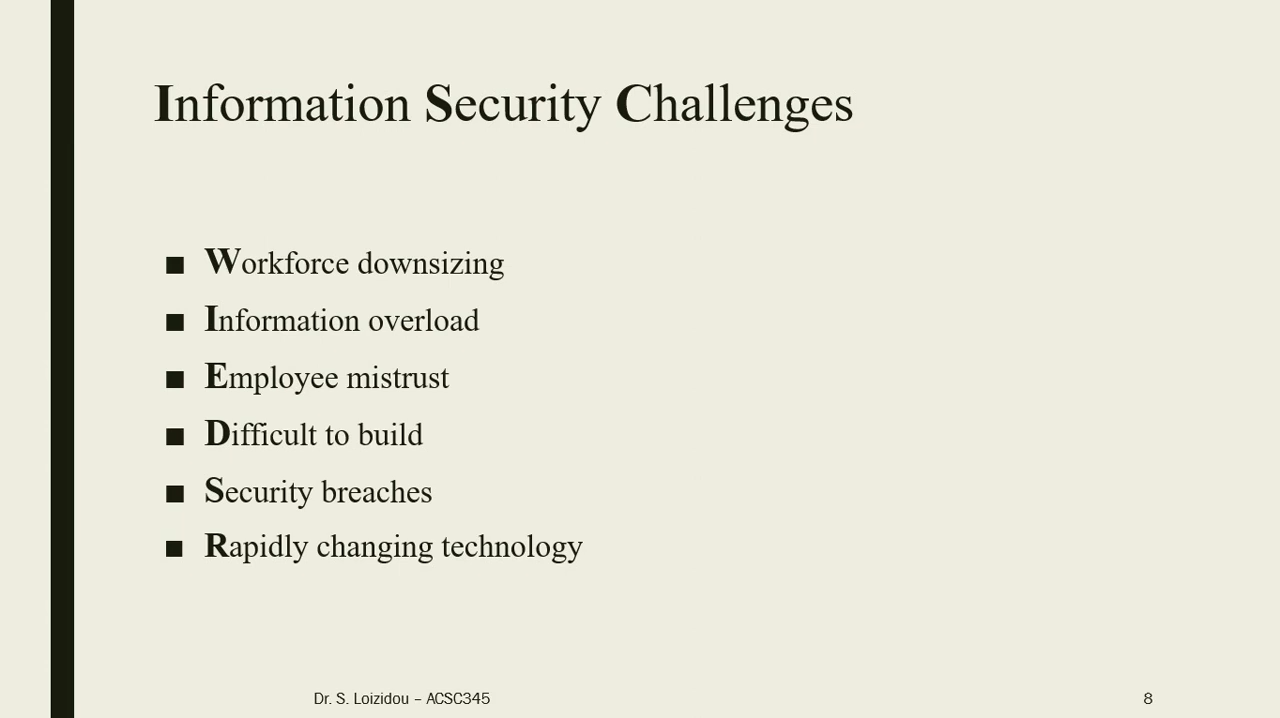 Information Security Challenges
Workforce downsizing
Information overload
Employee mistrust
Difficult to build
Security breaches
Rapidly changing technology
Dr. S. Loizidou – ACSC345
8